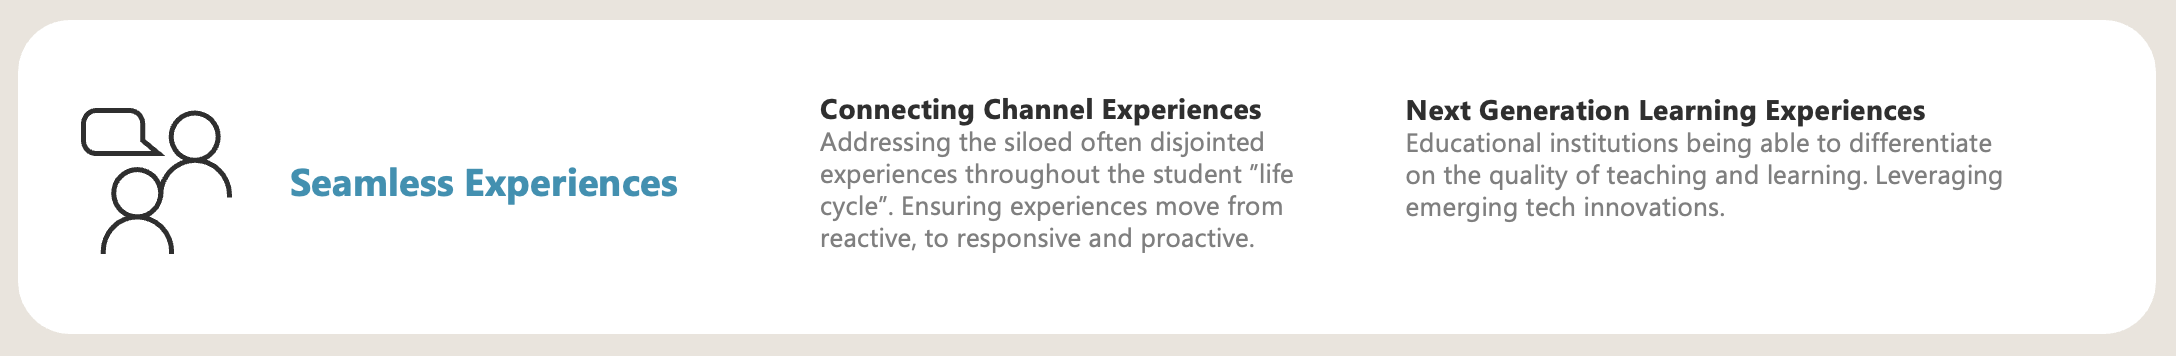 Seamless Experiences
Connecting Channel Experiences
Addressing the siloed often disjointed
experiences throughout the student ”life
cycle”. Ensuring experiences move from
reactive, to responsive and proactive.
Next Generation Learning Experiences
Educational institutions being able to differentiate
on the quality of teaching and learning. Leveraging
emerging tech innovations.